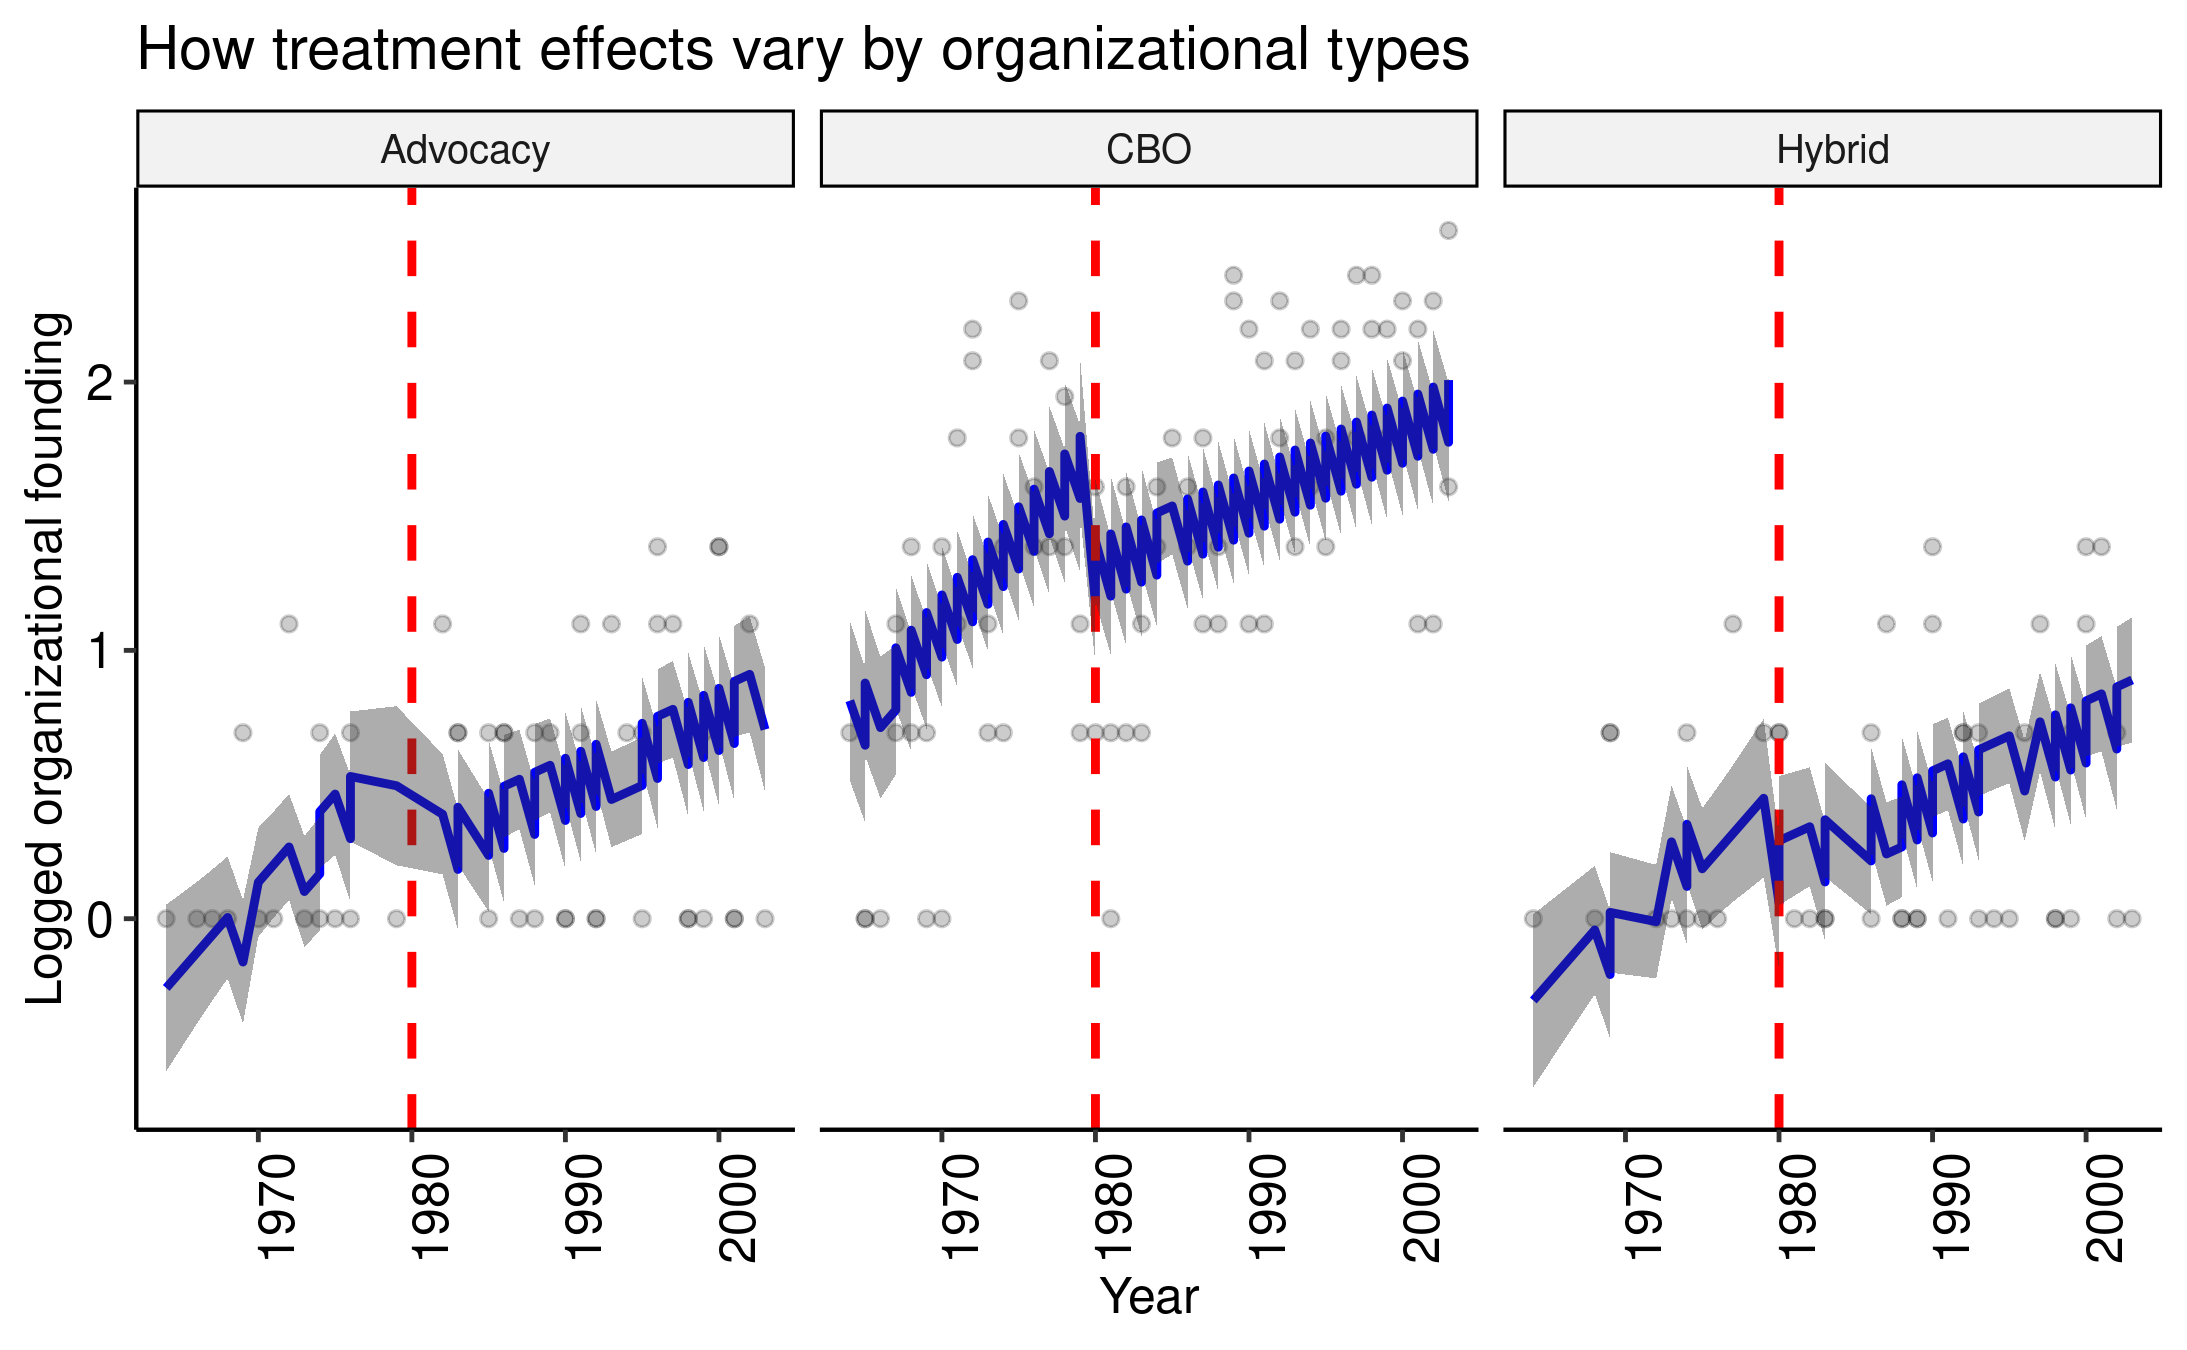 How treatment effects vary by organizational types
Advocacy
CBO
Hybrid
Logged organizational founding
2
1
0
1970
1980
1990
2000
1970
1980
1990
2000
1970
1980
1990
2000
Year